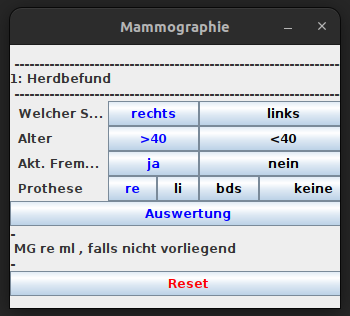 Mammographie
--------------------------------------------------------------------
1: Herdbefund
--------------------------------------------------------------------
Welcher S... rechts links
Alter >40 <40
Akt. Frem... ja nein
Prothese re li bds keine
Auswertung
-
MG re ml , falls nicht vorliegend
-
Reset